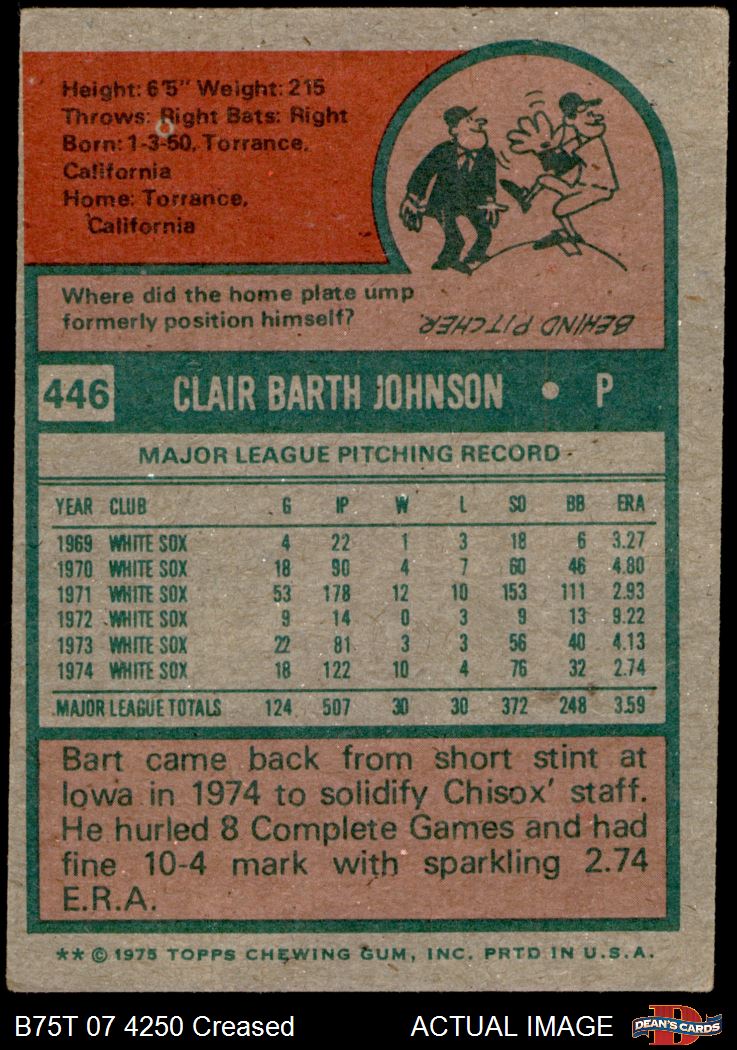 Height: 6'5" Weight: 215
Throws: Right Bats: Right
Born: 1-3-50, Torrance,
California
Home: Torrance,
California
Where did the home plate ump
formerly position himself?
BEHIND PITCHER
446 CLAIR BARTH JOHNSON • P
MAJOR LEAGUE PITCHING RECORD
YEAR CLUB G IP W L SO BB ERA
1969 WHITE SOX 4 22 1 3 18 6 3.27
1970 WHITE SOX 18 90 4 7 60 46 4.80
1971 WHITE SOX 53 178 12 10 153 111 2.93
1972 WHITE SOX 9 14 0 3 9 13 9.22
1973 WHITE SOX 22 81 3 3 56 40 4.13
1974 WHITE SOX 18 122 10 4 76 32 2.74
MAJOR LEAGUE TOTALS 124 507 30 30 372 248 3.59
Bart came back from short stint at
Iowa in 1974 to solidify Chisox' staff.
He hurled 8 Complete Games and had
fine 10-4 mark with sparkling 2.74
E.R.A.
** © 1975 TOPPS CHEWING GUM, INC. PRTD IN U.S.A.
B75T 07 4250 Creased ACTUAL IMAGE
D
DEAN'S CARDS